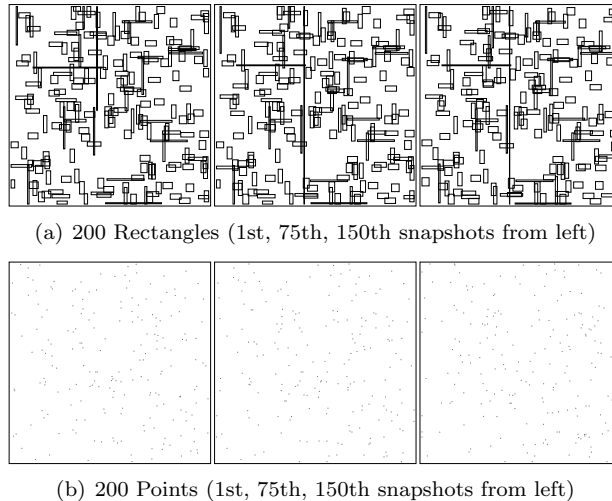 (a) 200 Rectangles (1st, 75th, 150th snapshots from left)
(b) 200 Points (1st, 75th, 150th snapshots from left)